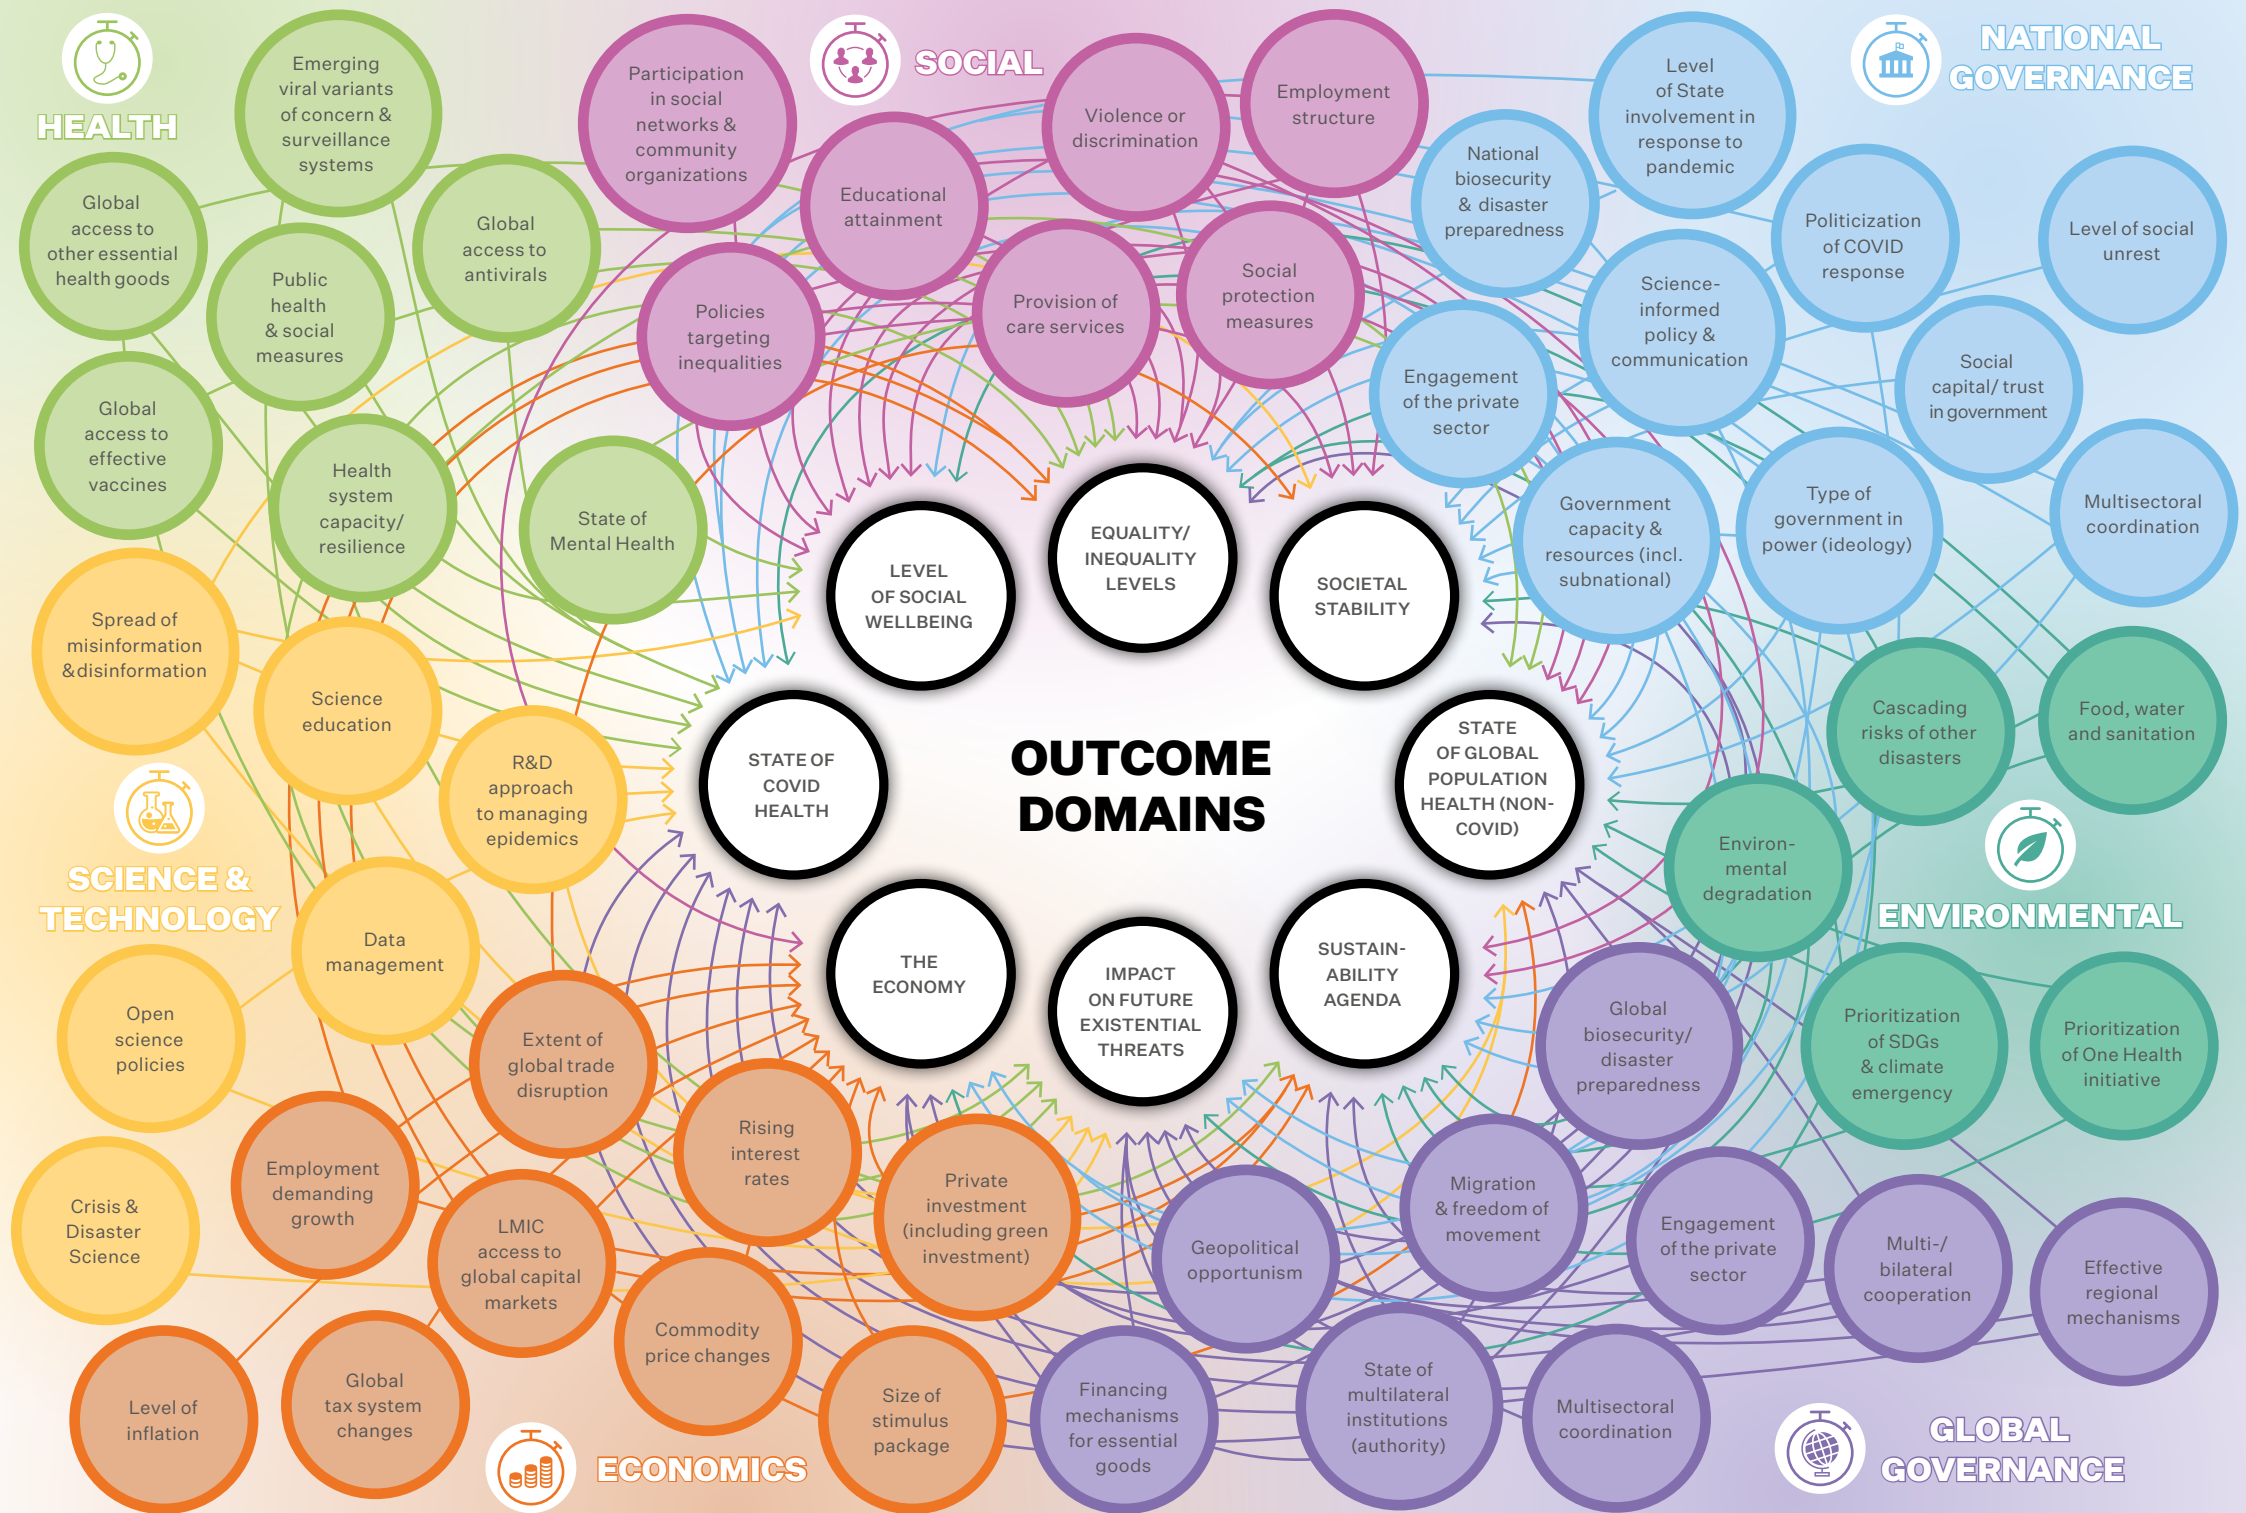 HEALTH
Emerging
viral variants
of concern &
surveillance
systems
Global
access to
other essential
health goods
Public
health
& social
measures
Global
access to
antivirals
Global
access to
effective
vaccines
Health
system
capacity/
resilience
State of
Mental Health
SOCIAL
Participation
in social
networks &
community
organizations
Educational
attainment
Violence or
discrimination
Employment
structure
Policies
targeting
inequalities
Provision of
care services
Social
protection
measures
NATIONAL
GOVERNANCE
Level
of State
involvement in
response to
pandemic
National
biosecurity
& disaster
preparedness
Politicization
of COVID
response
Level of social
unrest
Science-
informed
policy &
communication
Engagement
of the private
sector
Social
capital/ trust
in government
Government
capacity &
resources (incl.
subnational)
Type of
government in
power (ideology)
Multisectoral
coordination
OUTCOME
DOMAINS
LEVEL
OF SOCIAL
WELLBEING
EQUALITY/
INEQUALITY
LEVELS
SOCIETAL
STABILITY
STATE OF
COVID
HEALTH
STATE
OF GLOBAL
POPULATION
HEALTH (NON-
COVID)
THE
ECONOMY
IMPACT
ON FUTURE
EXISTENTIAL
THREATS
SUSTAIN-
ABILITY
AGENDA
Spread of
misinformation
& disinformation
Science
education
R&D
approach
to managing
epidemics
SCIENCE &
TECHNOLOGY
Data
management
Open
science
policies
Crisis &
Disaster
Science
Cascading
risks of other
disasters
Food, water
and sanitation
Environ-
mental
degradation
ENVIRONMENTAL
Prioritization
of SDGs
& climate
emergency
Prioritization
of One Health
initiative
Extent of
global trade
disruption
Rising
interest
rates
Employment
demanding
growth
LMIC
access to
global capital
markets
Private
investment
(including green
investment)
Commodity
price changes
Level of
inflation
Global
tax system
changes
Size of
stimulus
package
ECONOMICS
Global
biosecurity/
disaster
preparedness
Migration
& freedom of
movement
Geopolitical
opportunism
Engagement
of the private
sector
Multi-/
bilateral
cooperation
Effective
regional
mechanisms
Financing
mechanisms
for essential
goods
State of
multilateral
institutions
(authority)
Multisectoral
coordination
GLOBAL
GOVERNANCE